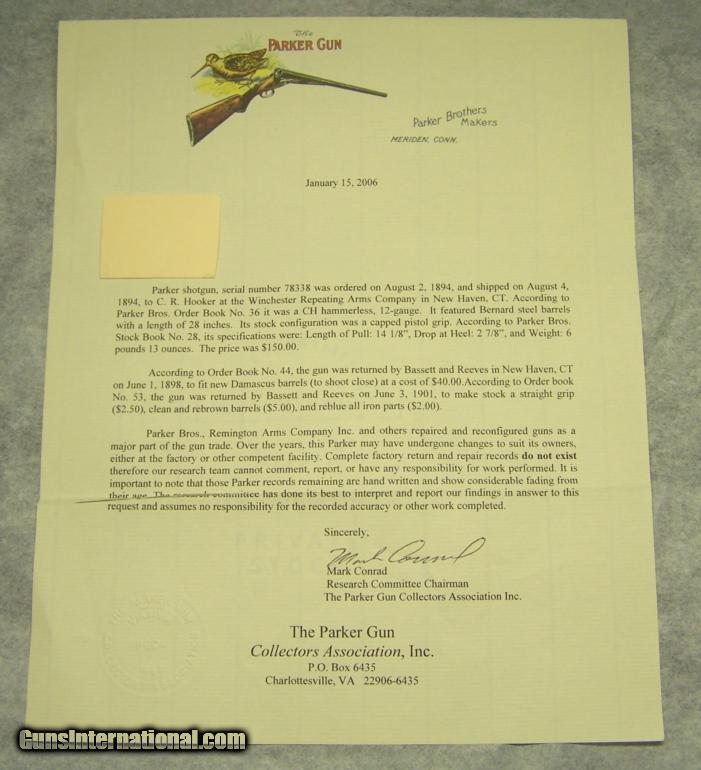 The
PARKER GUN
Parker Brothers
Makers
MERIDEN, CONN.
January 15, 2006
Parker shotgun, serial number 78338 was ordered on August 2, 1894, and shipped on August 4,
1894, to C. R. Hooker at the Winchester Repeating Arms Company in New Haven, CT. According to
Parker Bros. Order Book No. 36 it was a CH hammerless, 12-gauge. It featured Bernard steel barrels
with a length of 28 inches. Its stock configuration was a capped pistol grip. According to Parker Bros.
Stock Book No. 28, its specifications were: Length of Pull: 14 1/8", Drop at Heel: 2 7/8", and Weight: 6
pounds 13 ounces. The price was $150.00.
According to Order Book No. 44, the gun was returned by Bassett and Reeves in New Haven, CT
on June 1, 1898, to fit new Damascus barrels (to shoot close) at a cost of $40.00.According to Order book
No. 53, the gun was returned by Bassett and Reeves on June 3, 1901, to make stock a straight grip
($2.50), clean and rebrown barrels ($5.00), and reblue all iron parts ($2.00).
Parker Bros., Remington Arms Company Inc. and others repaired and reconfigured guns as a
major part of the gun trade. Over the years, this Parker may have undergone changes to suit its owners,
either at the factory or other competent facility. Complete factory return and repair records do not exist
therefore our research team cannot comment, report, or have any responsibility for work performed. It is
important to note that those Parker records remaining are hand written and show considerable fading from
their age. The research committee has done its best to interpret and report our findings in answer to this
request and assumes no responsibility for the recorded accuracy or other work completed.
Sincerely,
Mark Conrad
Mark Conrad
Research Committee Chairman
The Parker Gun Collectors Association Inc.
The Parker Gun
Collectors Association, Inc.
P.O. Box 6435
Charlottesville, VA 22906-6435
GunsInternational.com